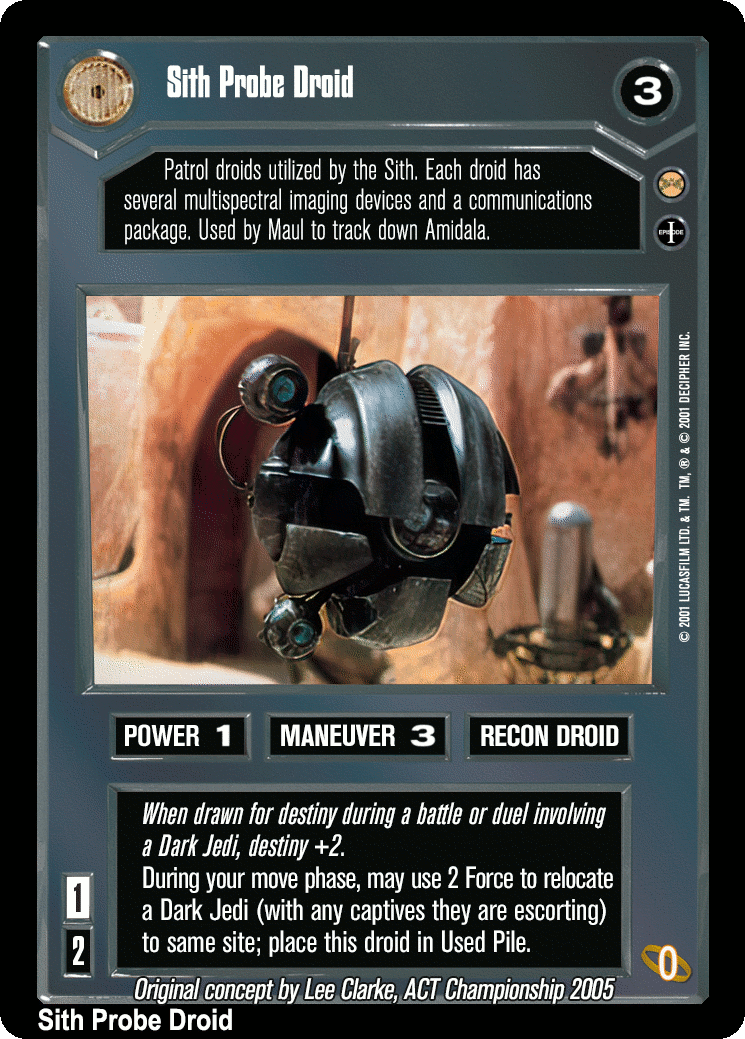 Sith Probe Droid
3
Patrol droids utilized by the Sith. Each droid has
several multispectral imaging devices and a communications
package. Used by Maul to track down Amidala.
EPISODE
I
© 2001 LUCASFILM LTD. & TM. TM, ® & © 2001 DECIPHER INC.
POWER 1
MANEUVER 3
RECON DROID
When drawn for destiny during a battle or duel involving
a Dark Jedi, destiny +2.
During your move phase, may use 2 Force to relocate
a Dark Jedi (with any captives they are escorting)
to same site; place this droid in Used Pile.
1
2
0
Original concept by Lee Clarke, ACT Championship 2005
Sith Probe Droid